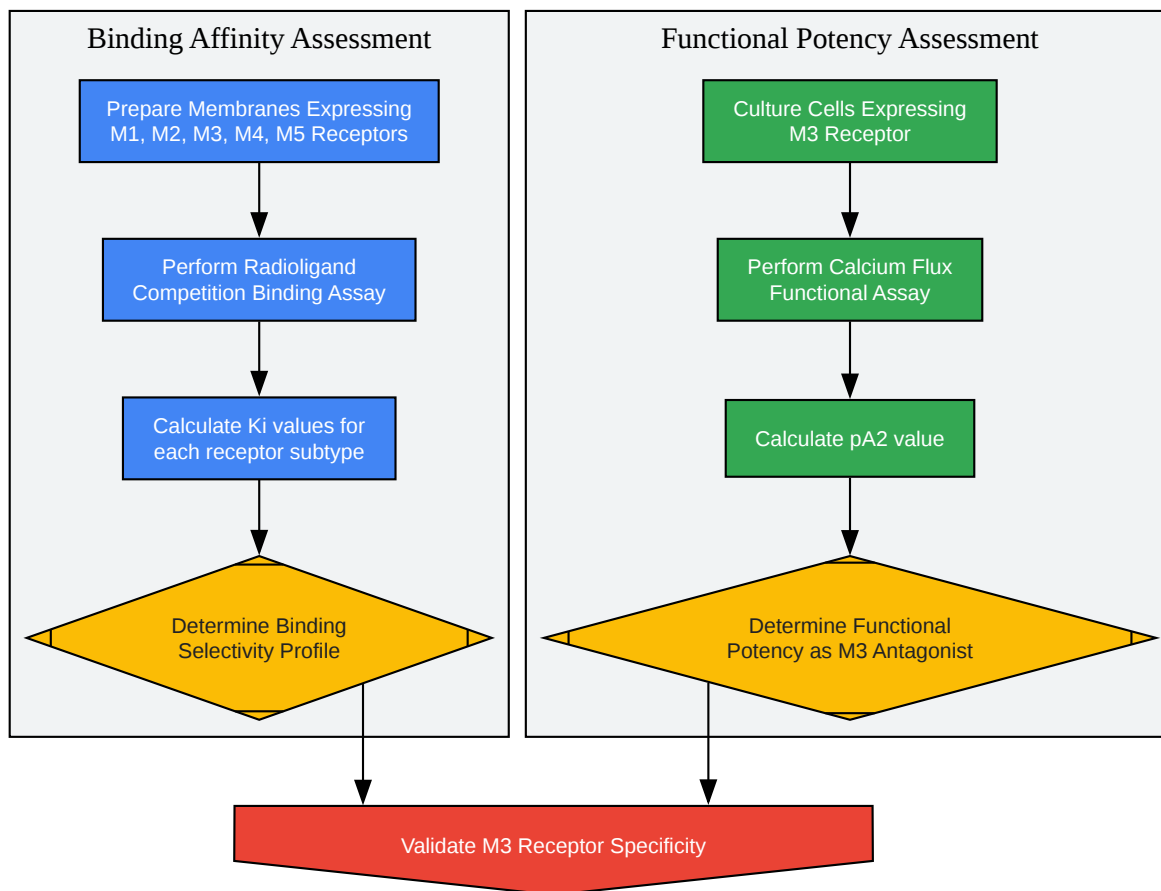 Binding Affinity Assessment
Prepare Membranes Expressing
M1, M2, M3, M4, M5 Receptors
Perform Radioligand
Competition Binding Assay
Calculate Ki values for
each receptor subtype
Determine Binding
Selectivity Profile
Functional Potency Assessment
Culture Cells Expressing
M3 Receptor
Perform Calcium Flux
Functional Assay
Calculate pA2 value
Determine Functional
Potency as M3 Antagonist
Validate M3 Receptor Specificity